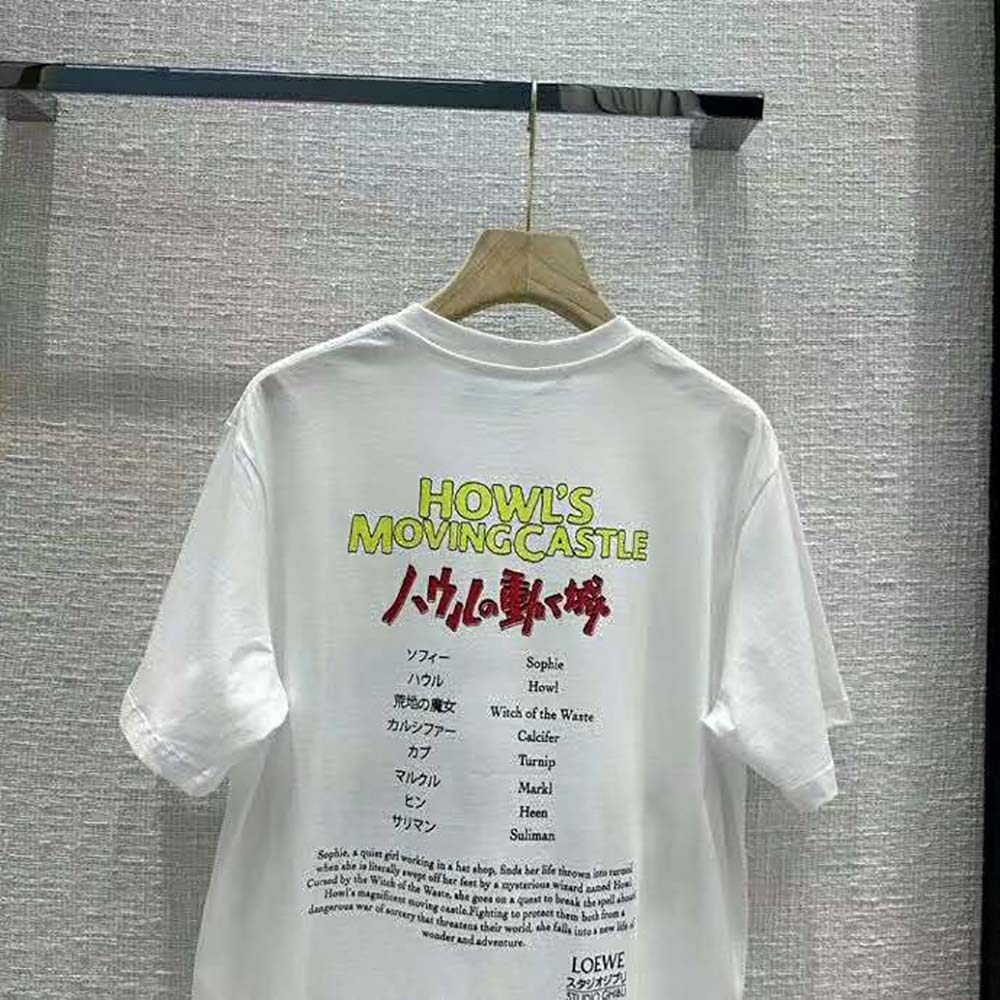 HOWL'S
MOVING CASTLE
ハウルの動く城
ソフィー Sophie
ハウル Howl
荒地の魔女 Witch of the Waste
カルシファー Calcifer
カブ Turnip
マルクル Markl
ヒン Heen
サリマン Suliman
Sophie, a quiet girl working in a hat shop, finds her life thrown into turmoil
when she is literally swept off her feet by a mysterious wizard named Howl.
Cursed by the Witch of the Waste, she goes on a quest to break the spell aboard
Howl's magnificent moving castle.Fighting to protect them both from a
dangerous war of sorcery that threatens their world, she falls into a new life of
wonder and adventure.
LOEWE
スタジオジブリ
STUDIO GHIBLI